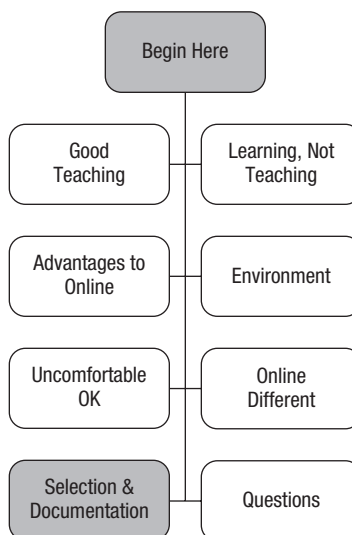 Begin Here
Good
Teaching
Learning, Not
Teaching
Advantages to
Online
Environment
Uncomfortable
OK
Online
Different
Selection &
Documentation
Questions